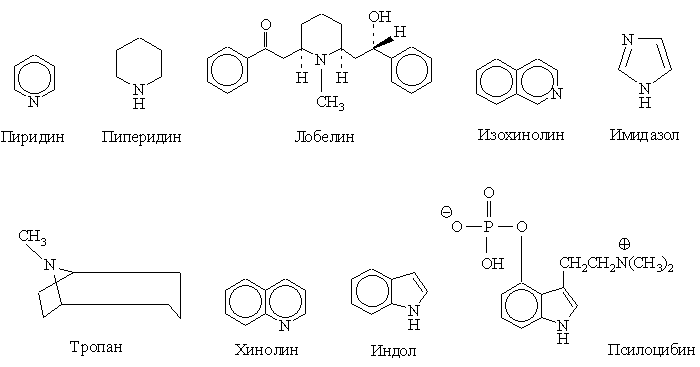 Пиридин
N
Пиперидин
N
H
Лобелин
O
OH
H
N
H
H
CH₃
Изохинолин
N
Имидазол
N
N
H
Тропан
CH₃
N
Хинолин
N
Индол
N
H
Псилоцибин
O
⊖
O
P
O
OH
⊕
CH₂CH₂N(CH₃)₂
N
H